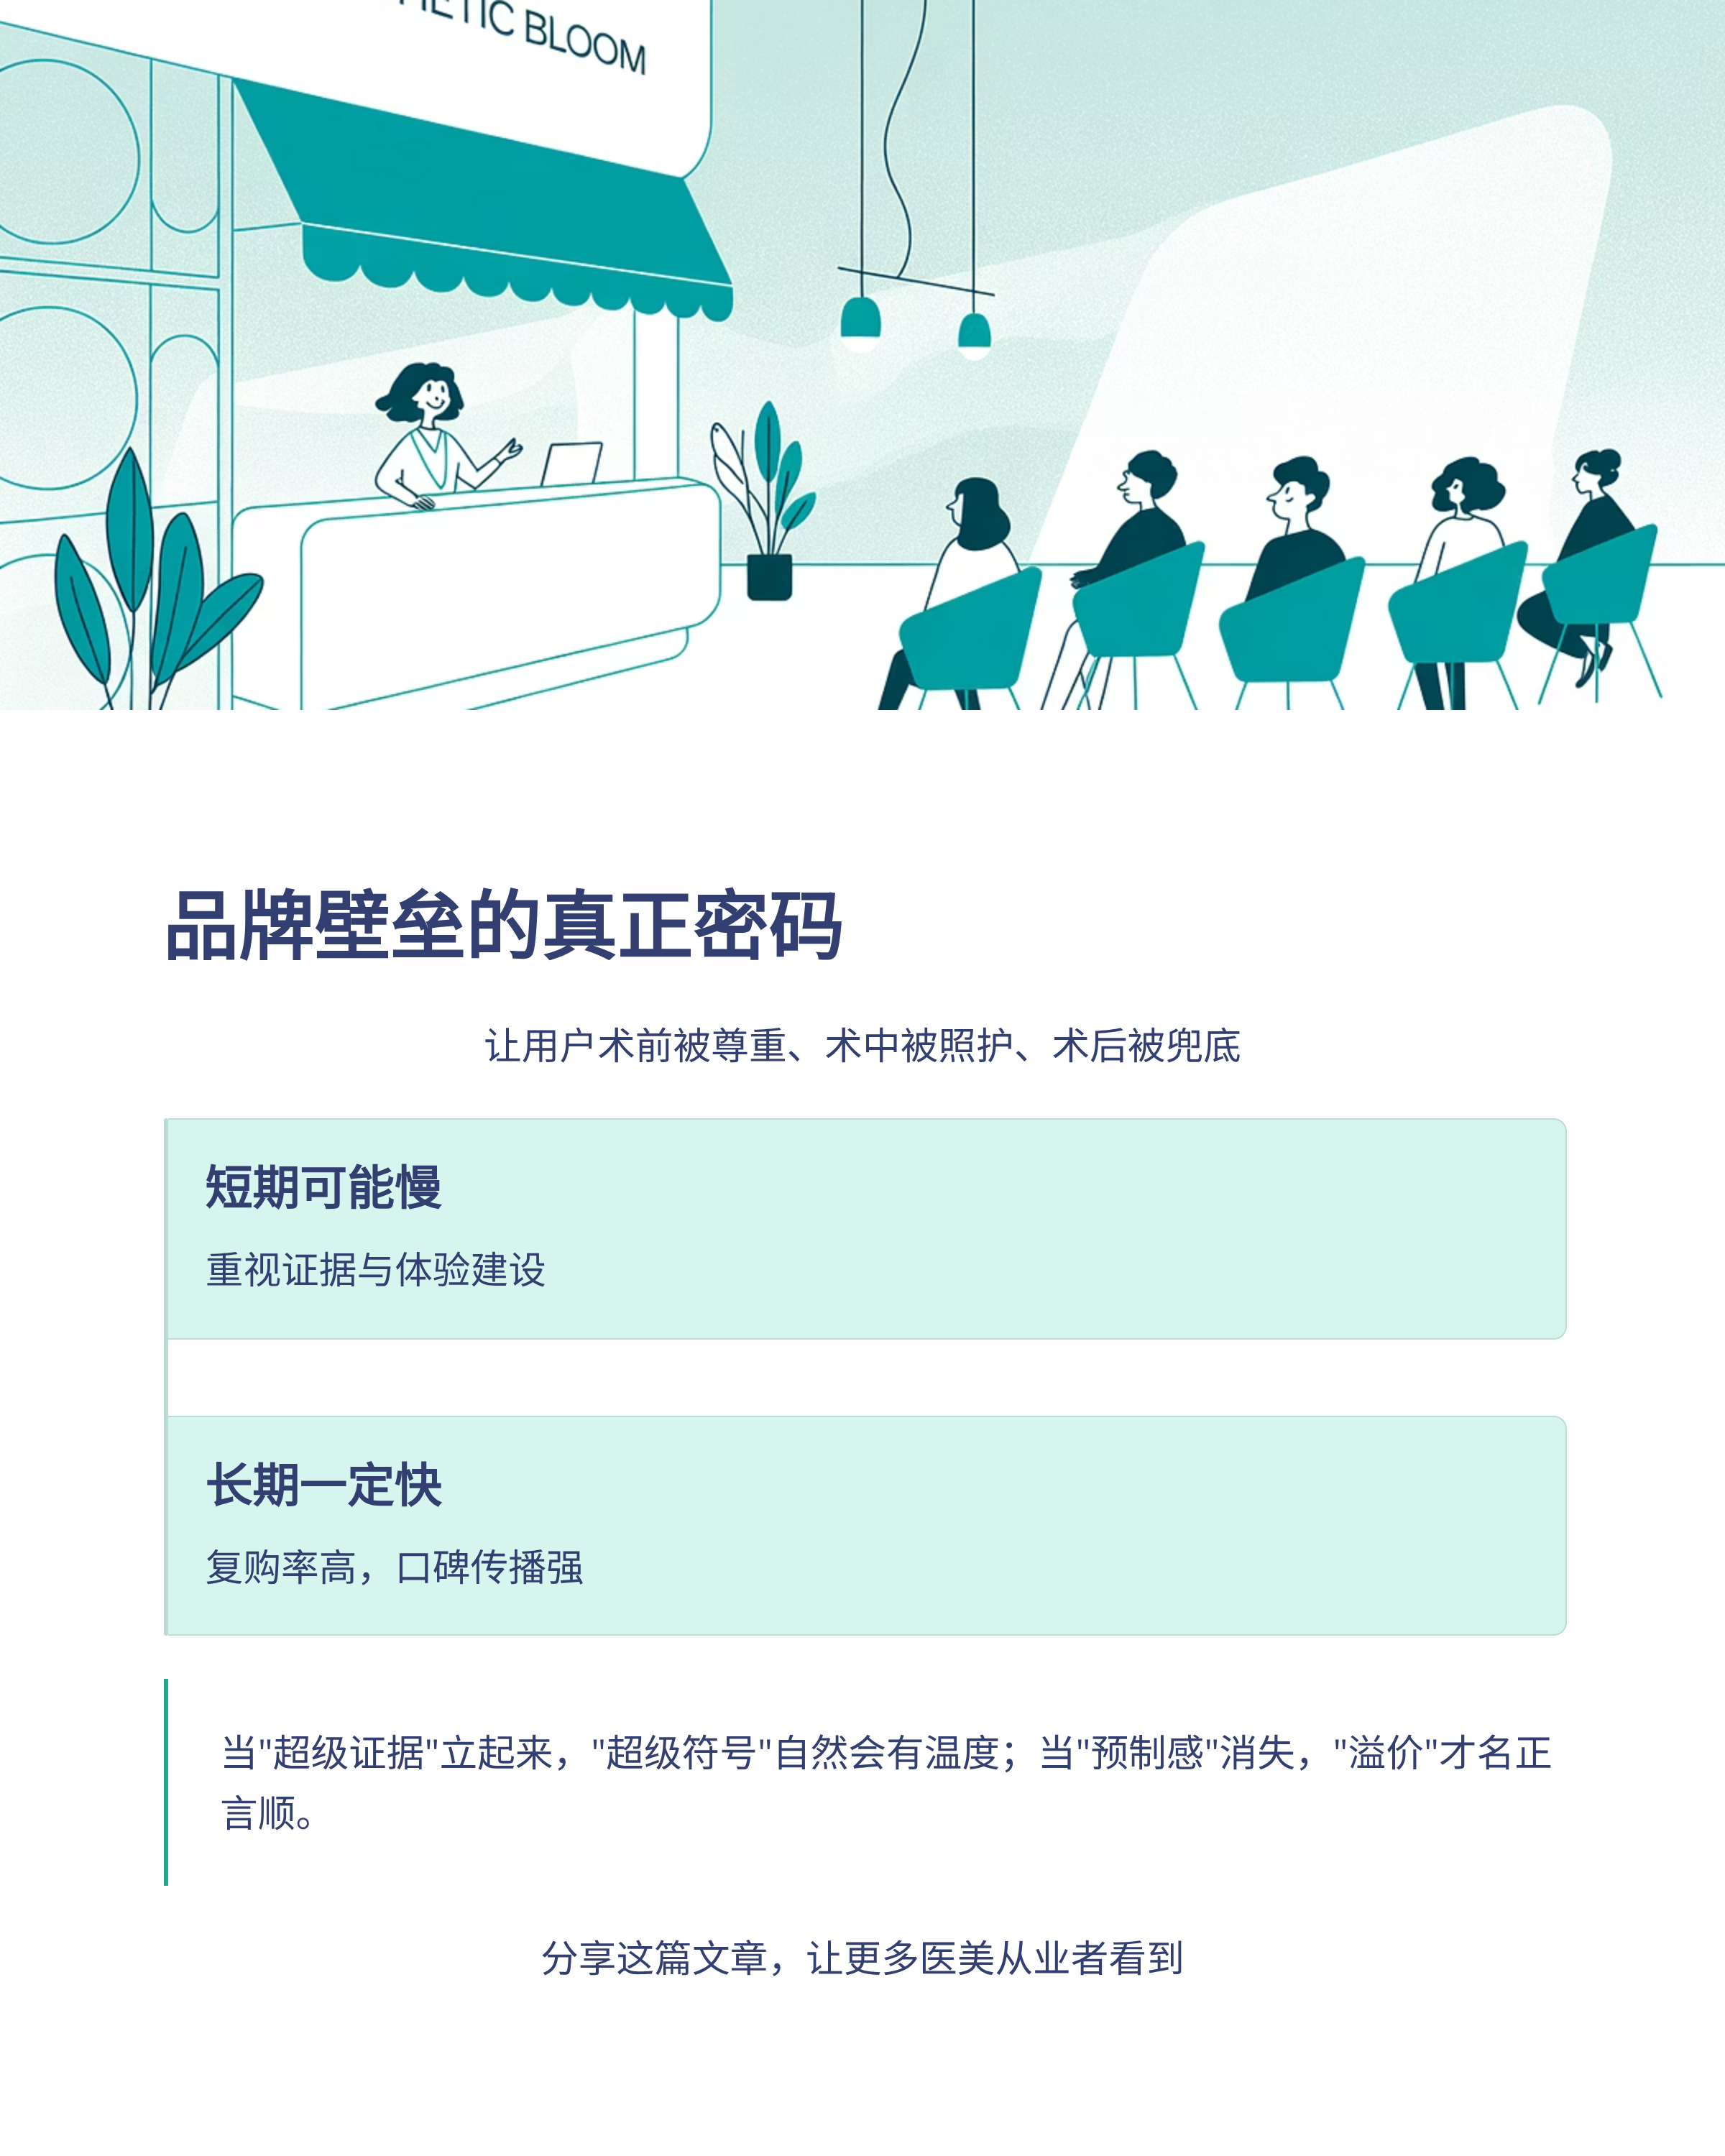 BLOOM
品牌壁垒的真正密码
让用户术前被尊重、术中被照护、术后被兜底
短期可能慢
重视证据与体验建设
长期一定快
复购率高，口碑传播强
当"超级证据"立起来，"超级符号"自然会有温度；当"预制感"消失，"溢价"才名正
言顺。
分享这篇文章，让更多医美从业者看到